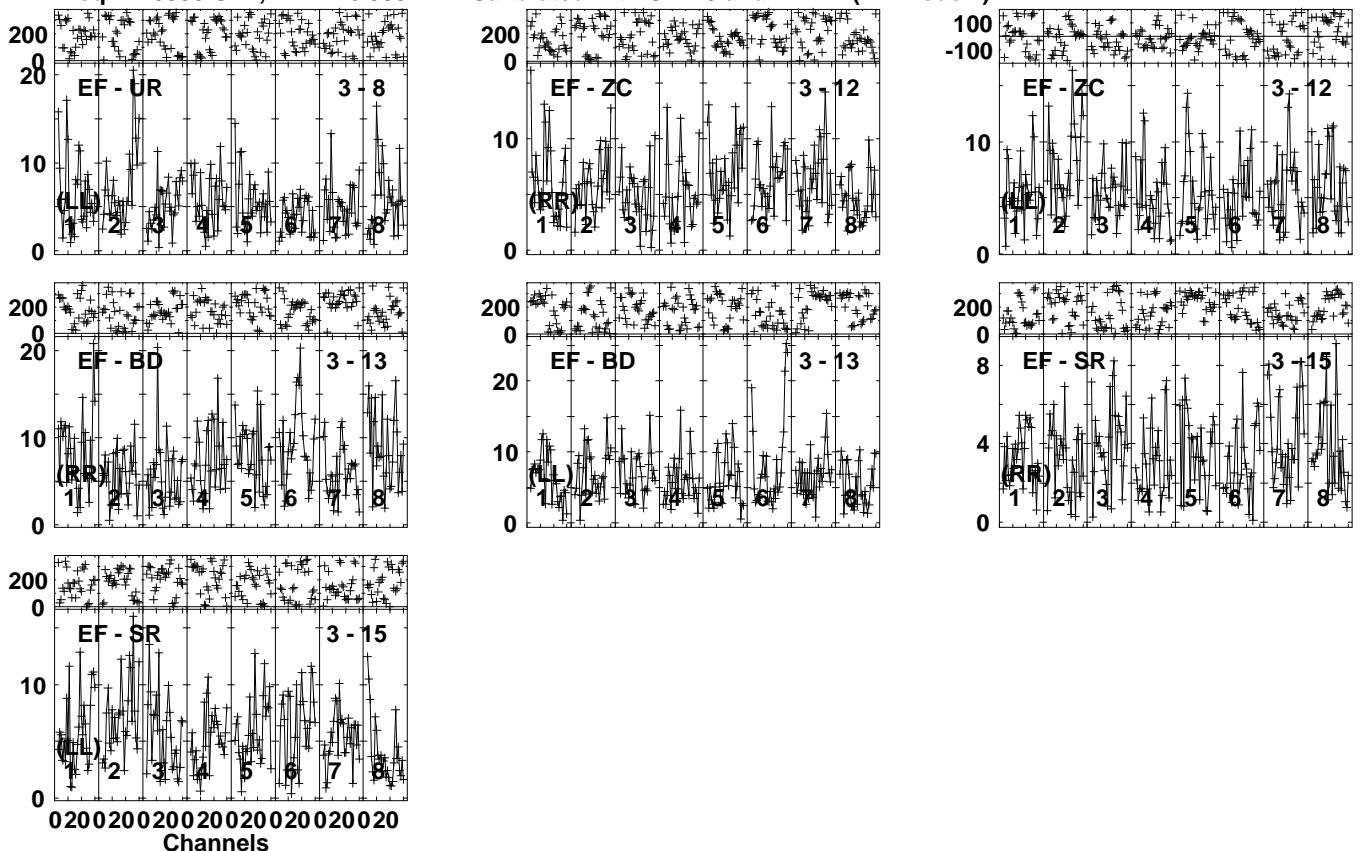 200
0
20
10
0
EF - UR 3 - 8
(LL)
1 2 3 4 5 6 7 8
200
0
10
0
EF - ZC 3 - 12
(RR)
1 2 3 4 5 6 7 8
100
-100
10
0
EF - ZC 3 - 12
(LL)
1 2 3 4 5 6 7 8
200
0
20
10
0
EF - BD 3 - 13
(RR)
1 2 3 4 5 6 7 8
200
0
20
10
0
EF - BD 3 - 13
(LL)
1 2 3 4 5 6 7 8
200
0
8
4
0
EF - SR 3 - 15
(RR)
1 2 3 4 5 6 7 8
200
0
10
0
EF - SR 3 - 15
(LL)
1 2 3 4 5 6 7 8
0 20 0 20 0 20 0 20 0 20 0 20 0 20 0 20
Channels